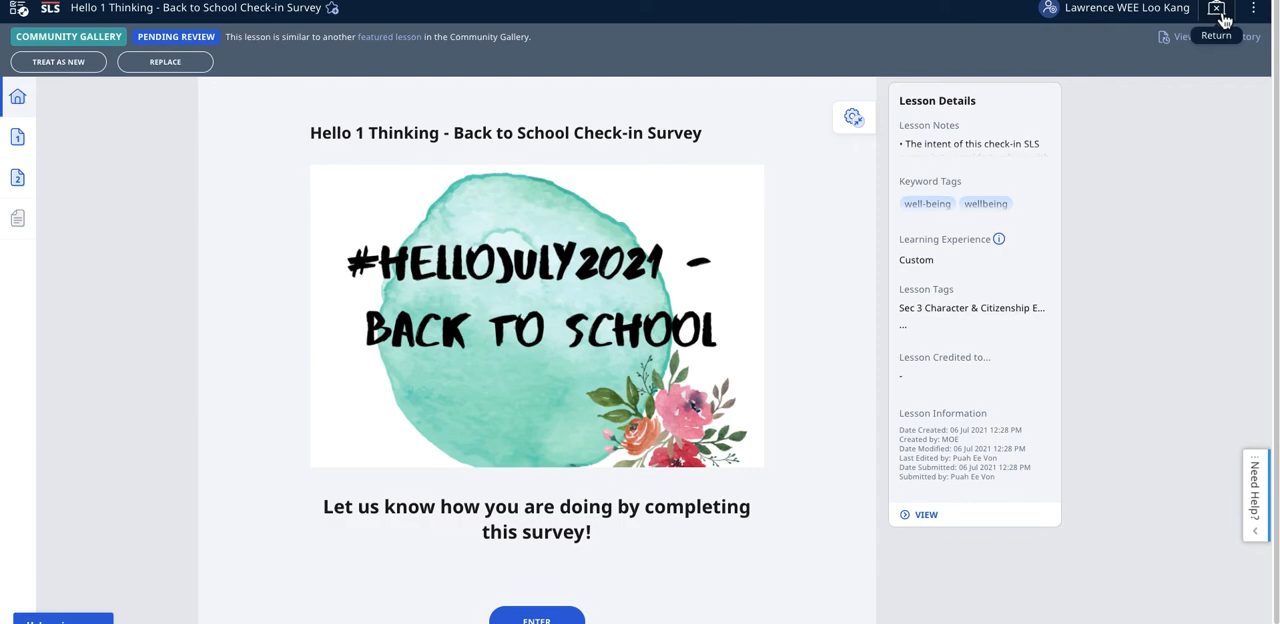 SLS Hello 1 Thinking - Back to School Check-in Survey
Lawrence WEE Loo Kang
Return
COMMUNITY GALLERY PENDING REVIEW This lesson is similar to another featured lesson in the Community Gallery.
TREAT AS NEW REPLACE
1
2
Hello 1 Thinking - Back to School Check-in Survey
#HELLOJULY2021 -
BACK TO SCHOOL
Let us know how you are doing by completing
this survey!
ENTER
Lesson Details
Lesson Notes
• The intent of this check-in SLS
Keyword Tags
well-being wellbeing
Learning Experience
Custom
Lesson Tags
Sec 3 Character & Citizenship E...
...
Lesson Credited to...
-
Lesson Information
Date Created: 06 Jul 2021 12:28 PM
Created by: MOE
Date Modified: 06 Jul 2021 12:28 PM
Last Edited by: Puah Ee Von
Date Submitted: 06 Jul 2021 12:28 PM
Submitted by: Puah Ee Von
VIEW
Need Help?